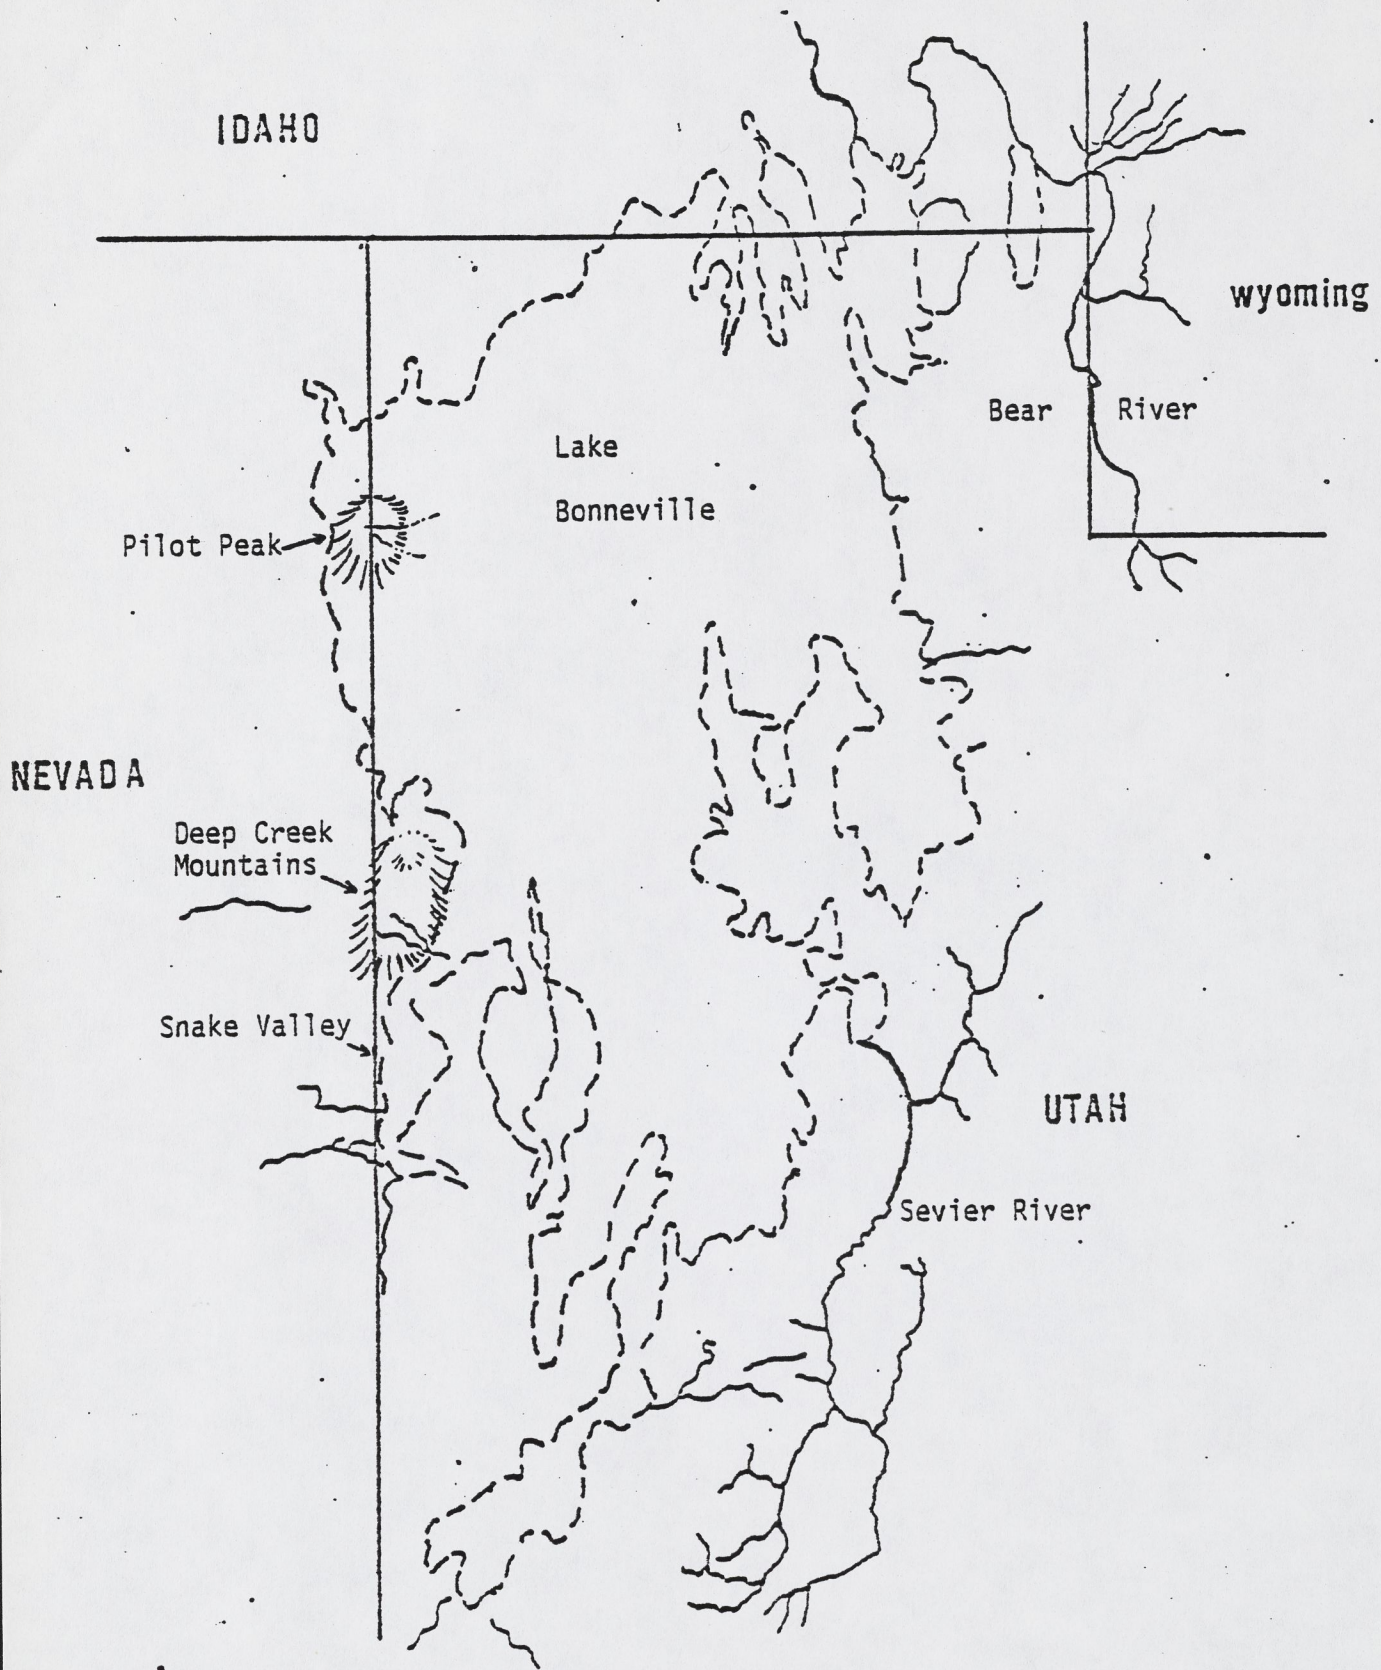 IDAHO
wyoming
Bear River
Lake
Bonneville
Pilot Peak
NEVADA
Deep Creek
Mountains
Snake Valley
UTAH
Sevier River